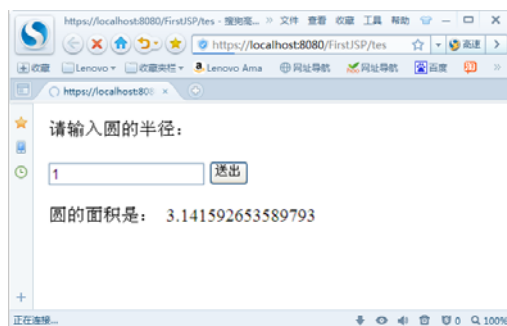 https://localhost:8080/FirstJSP/tes - 搜狗高... » 文件 查看 收藏 工具 帮助
https://localhost:8080/FirstJSP/tes 高速
收藏 Lenovo 收藏夹栏 Lenovo Ama 网址导航 网址导航 百度 »
https://localhost:808 ×
请输入圆的半径：
1 送出
圆的面积是： 3.141592653589793
正在连接... 0 100%